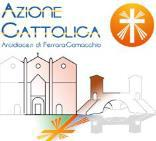 AZIONE
CATTOLICA
Arcidiocesi di Ferrara-Comacchio